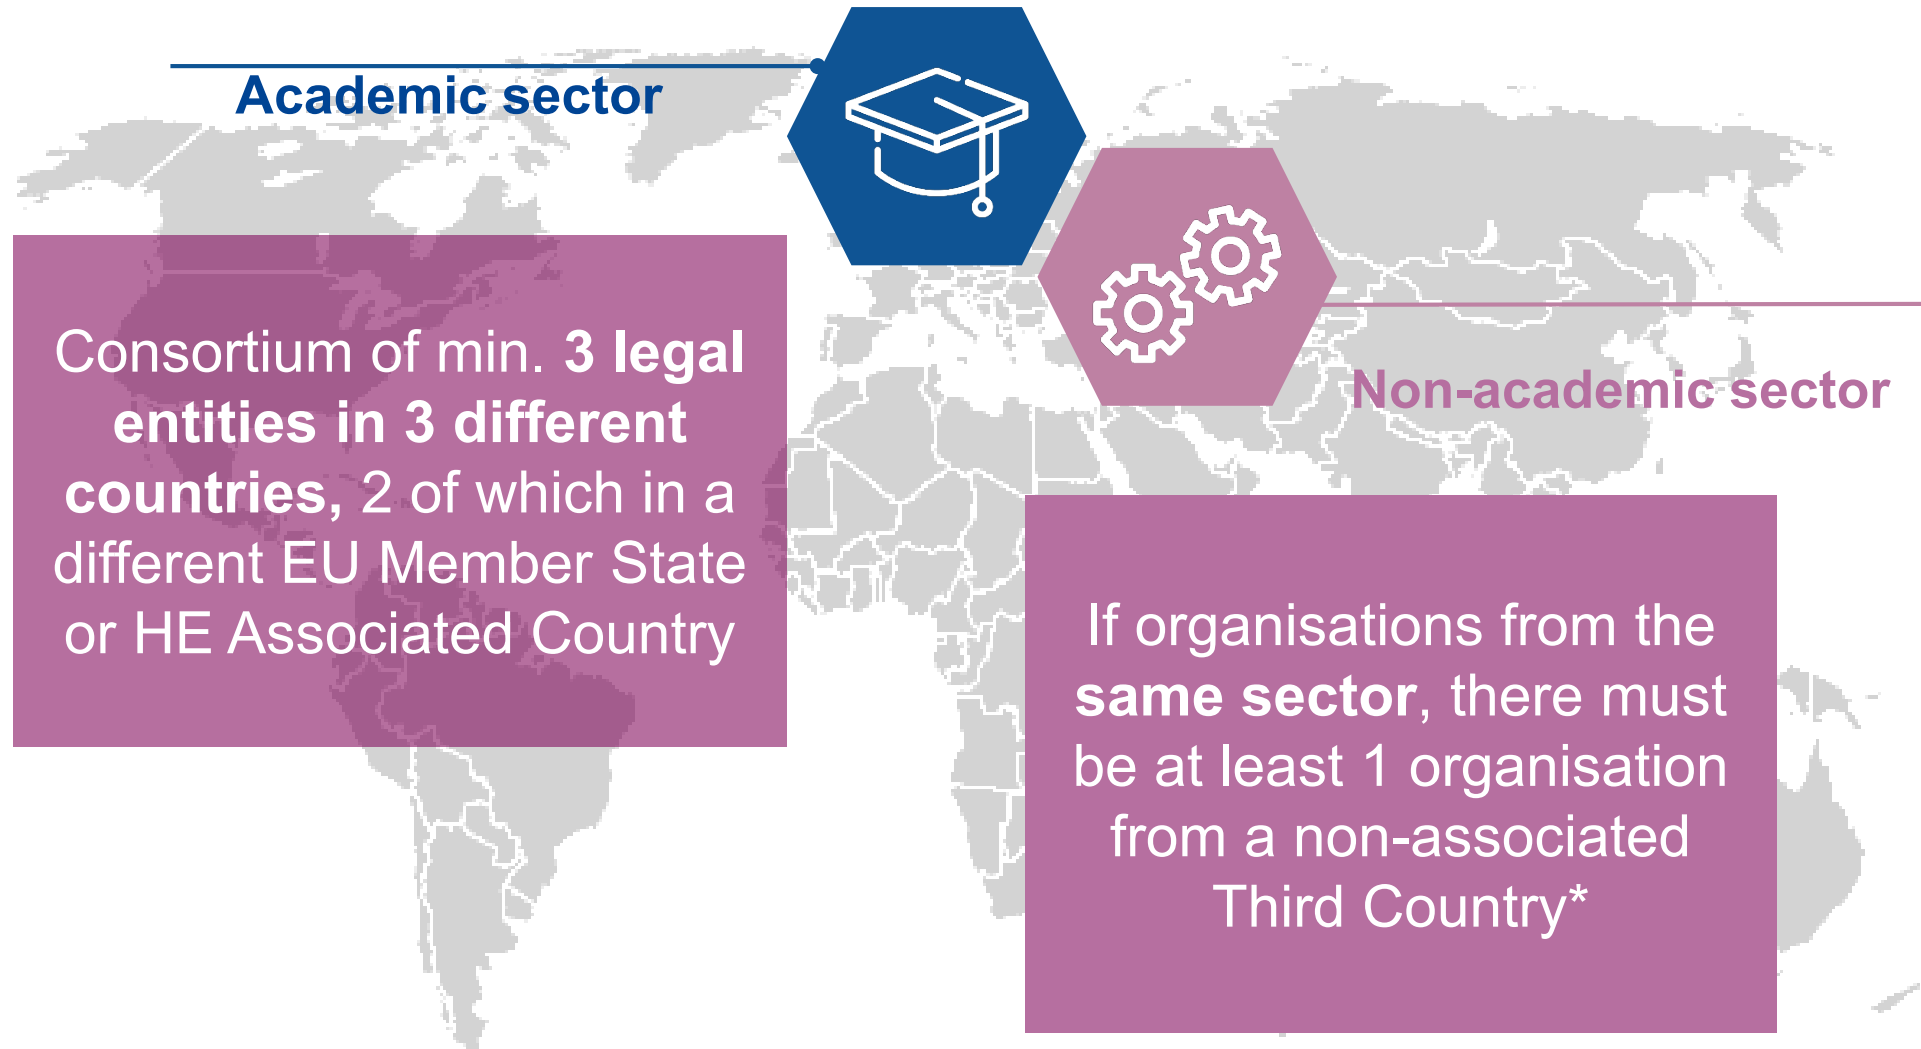 Academic sector
Consortium of min. 3 legal
entities in 3 different
countries, 2 of which in a
different EU Member State
or HE Associated Country
Non-academic sector
If organisations from the
same sector, there must
be at least 1 organisation
from a non-associated
Third Country*